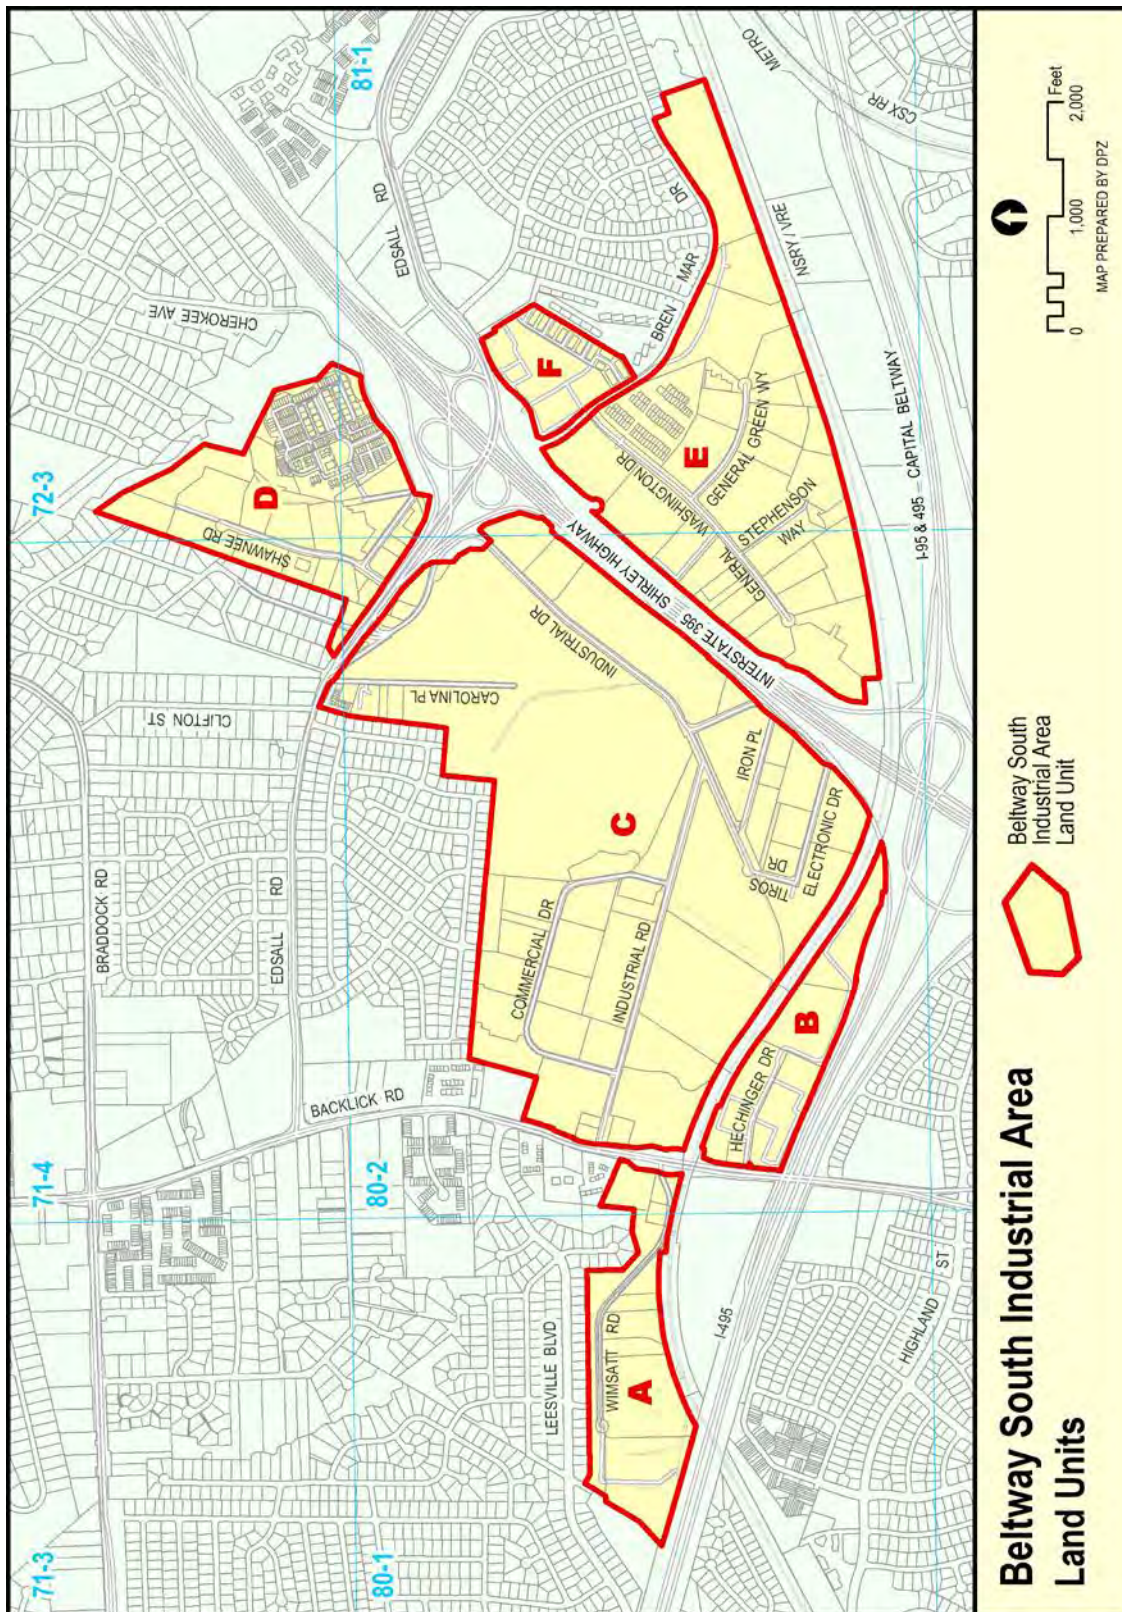 71-3
71-4
72-3
80-1
80-2
81-1
BRADDOCK RD
CLIFTON ST
CHEROKEE AVE
EDSALL RD
EDSALL RD
BACKLICK RD
LEESVILLE BLVD
SHAWNEE RD
D
CAROLINA PL
INDUSTRIAL DR
COMMERCIAL DR
INDUSTRIAL RD
C
IRON PL
TIROS DR
ELECTRONIC DR
WIMSATT RD
A
HECHINGER DR
B
I-495
HIGHLAND ST
INTERSTATE 395 SHIRLEY HIGHWAY
F
BREN MAR DR
E
GENERAL WASHINGTON DR
GENERAL GREEN WY
STEPHENSON WAY
NSRY / VRE
I-95 & 495 - CAPITAL BELTWAY
METRO
CSX RR
Beltway South Industrial Area
Land Units
Beltway South
Industrial Area
Land Unit
0 1,000 2,000
Feet
MAP PREPARED BY DPZ